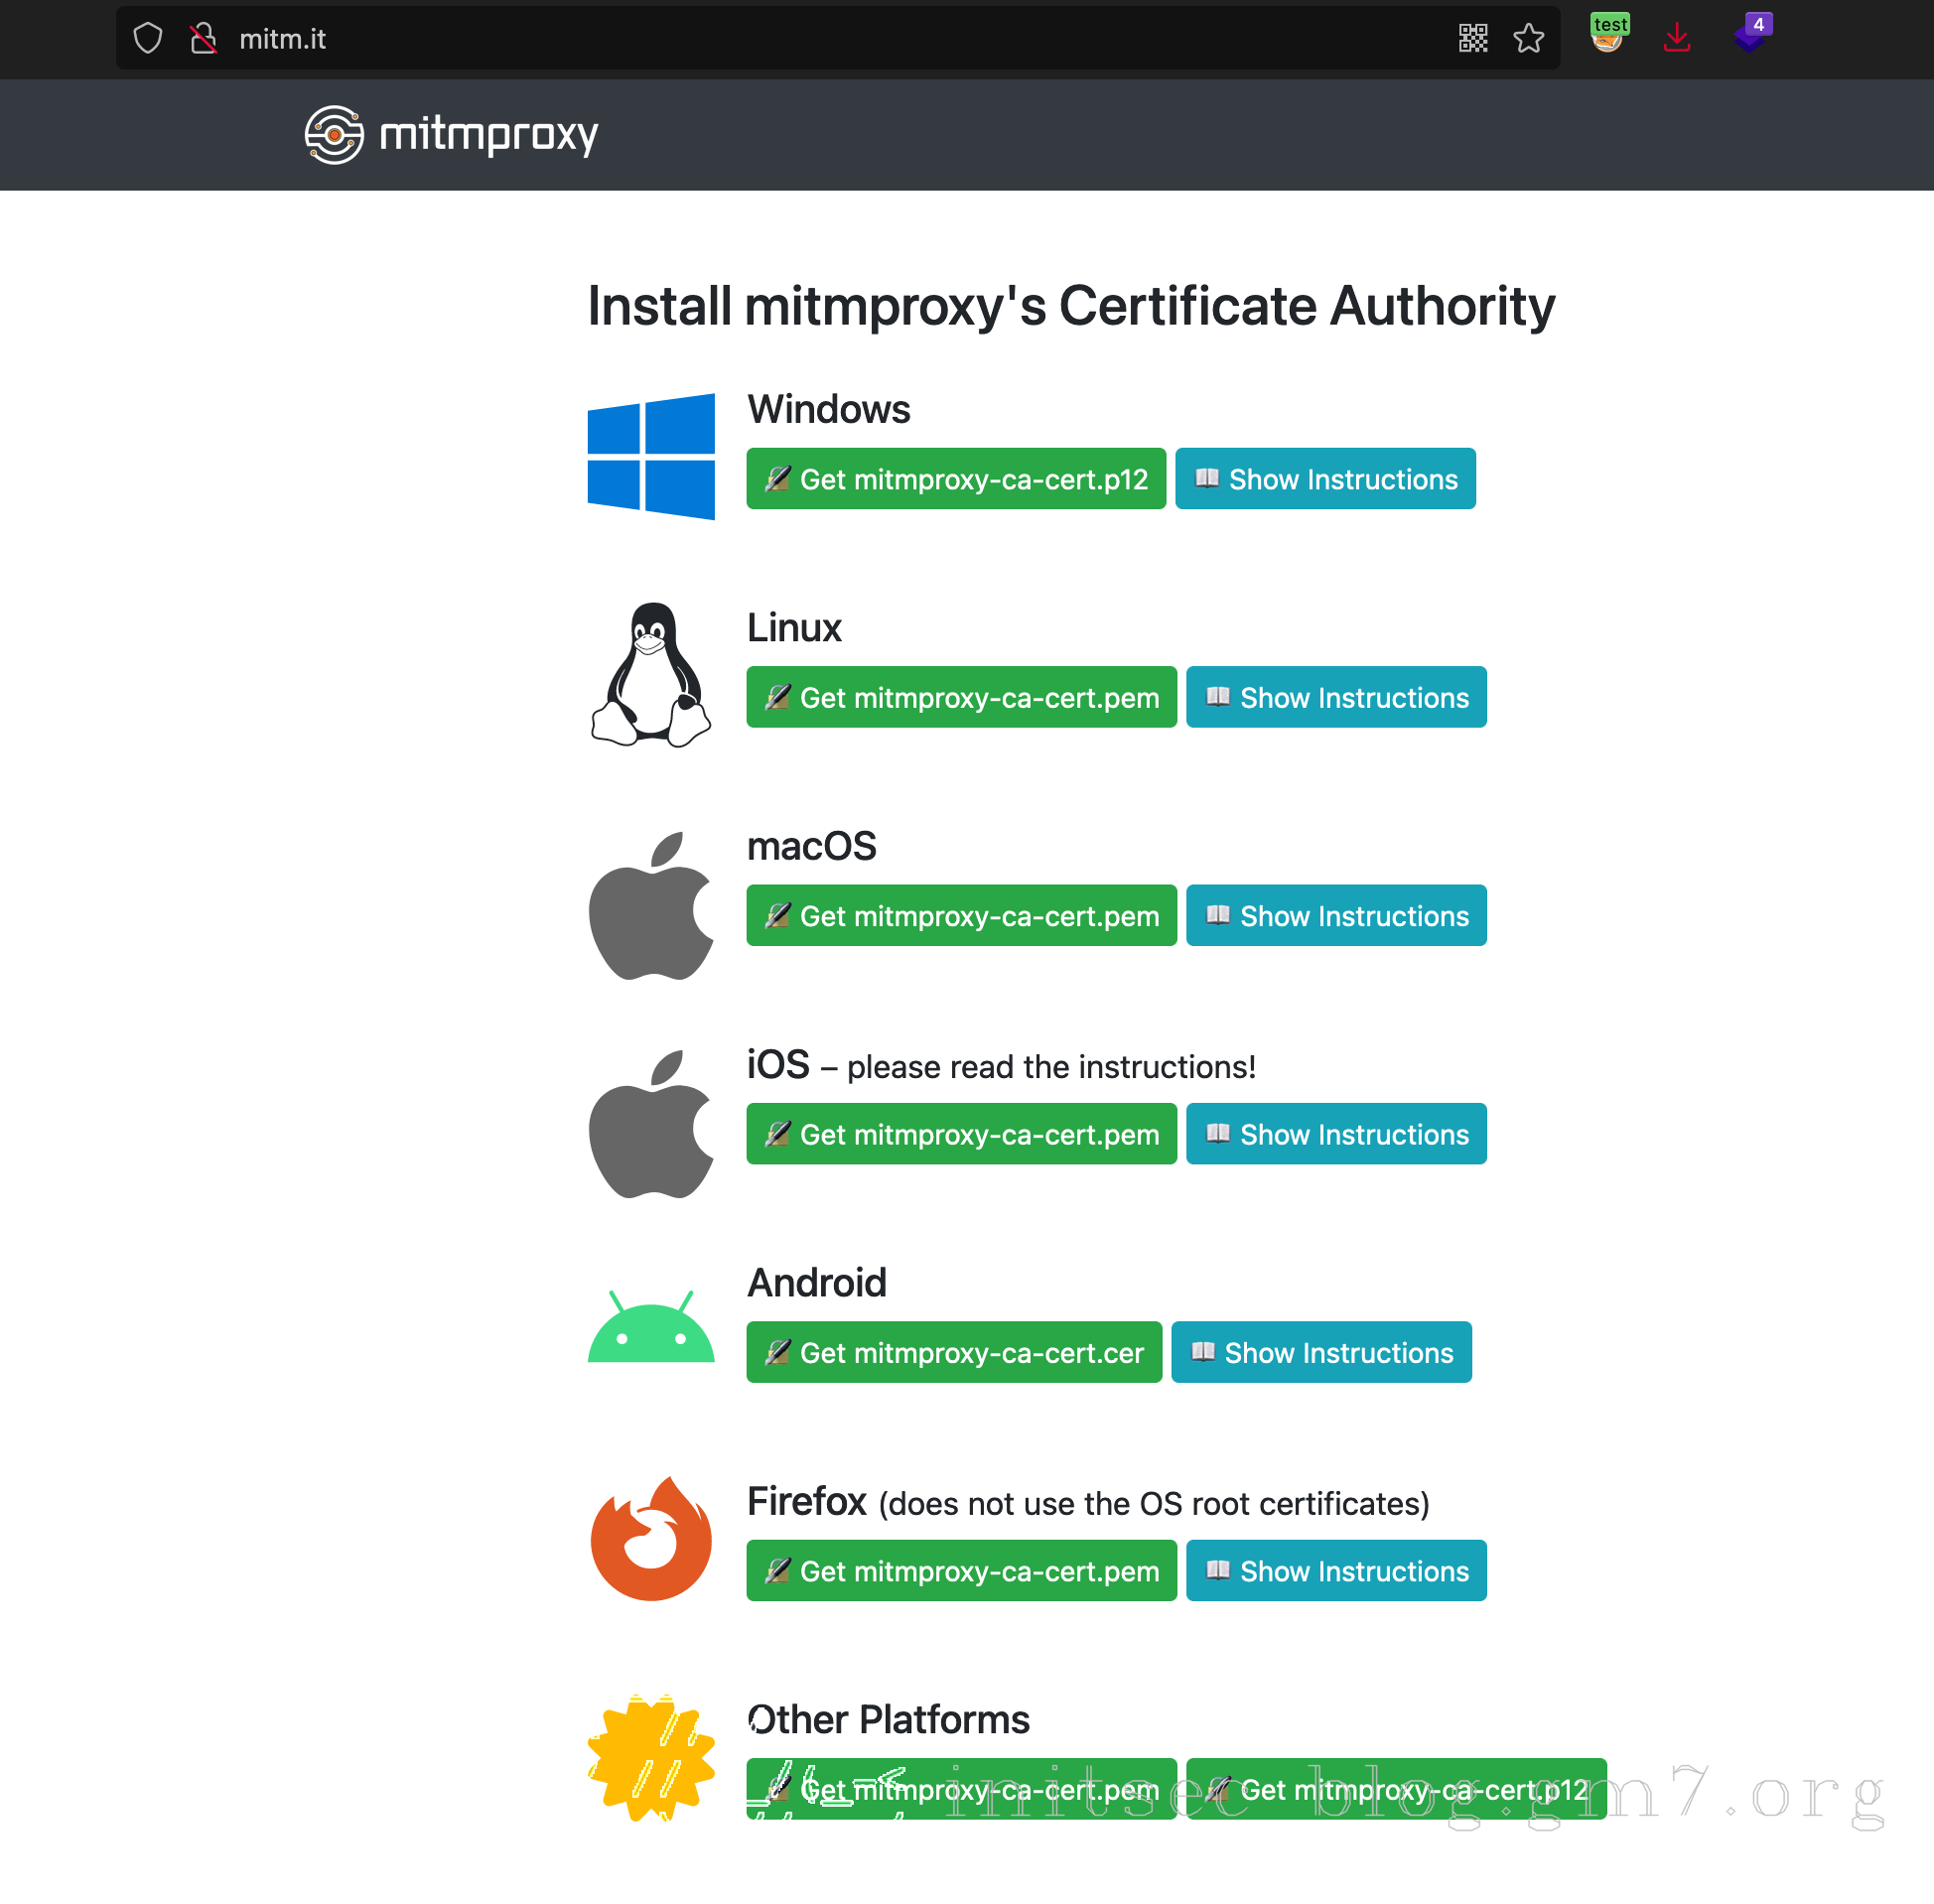 mitm.it
test
4
mitmproxy
Install mitmproxy's Certificate Authority
Windows
Get mitmproxy-ca-cert.p12
Show Instructions
Linux
Get mitmproxy-ca-cert.pem
Show Instructions
macOS
Get mitmproxy-ca-cert.pem
Show Instructions
iOS – please read the instructions!
Get mitmproxy-ca-cert.pem
Show Instructions
Android
Get mitmproxy-ca-cert.cer
Show Instructions
Firefox (does not use the OS root certificates)
Get mitmproxy-ca-cert.pem
Show Instructions
Other Platforms
Get mitmproxy-ca-cert.pem
Get mitmproxy-ca-cert.p12
initsec blog.gm7.org